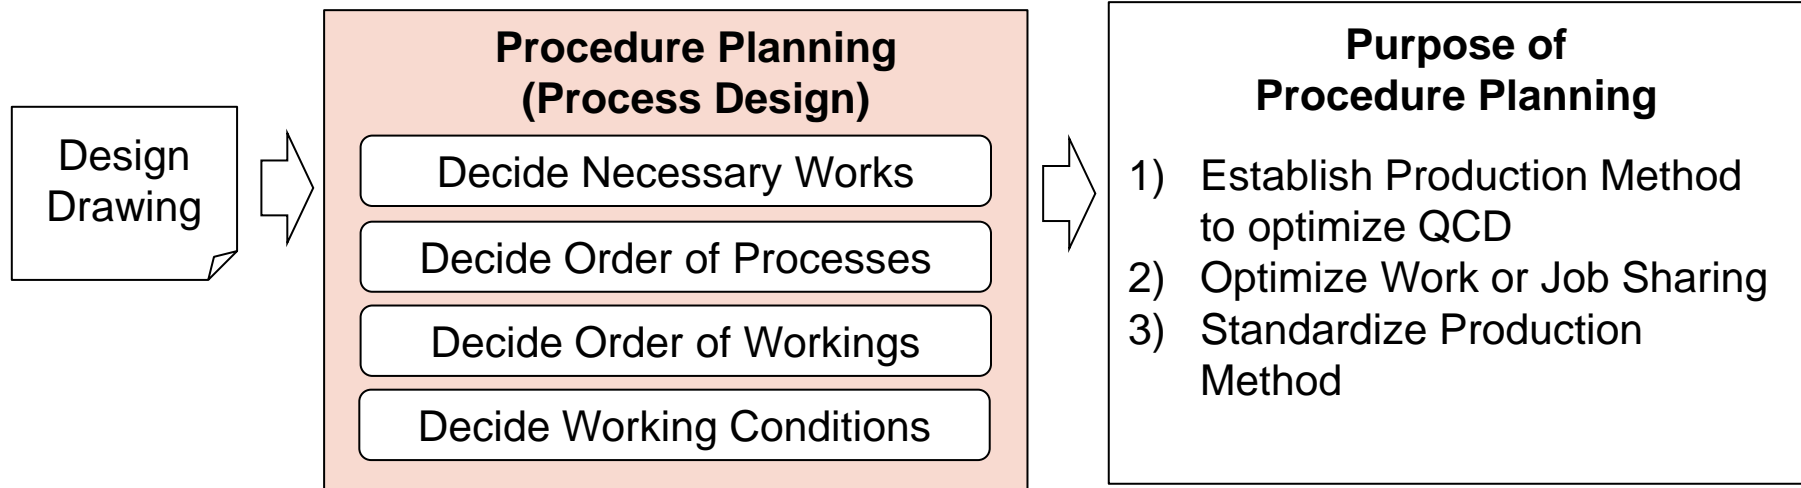 Design
Drawing
Procedure Planning
(Process Design)
Decide Necessary Works
Decide Order of Processes
Decide Order of Workings
Decide Working Conditions
Purpose of
Procedure Planning
1) Establish Production Method
to optimize QCD
2) Optimize Work or Job Sharing
3) Standardize Production
Method